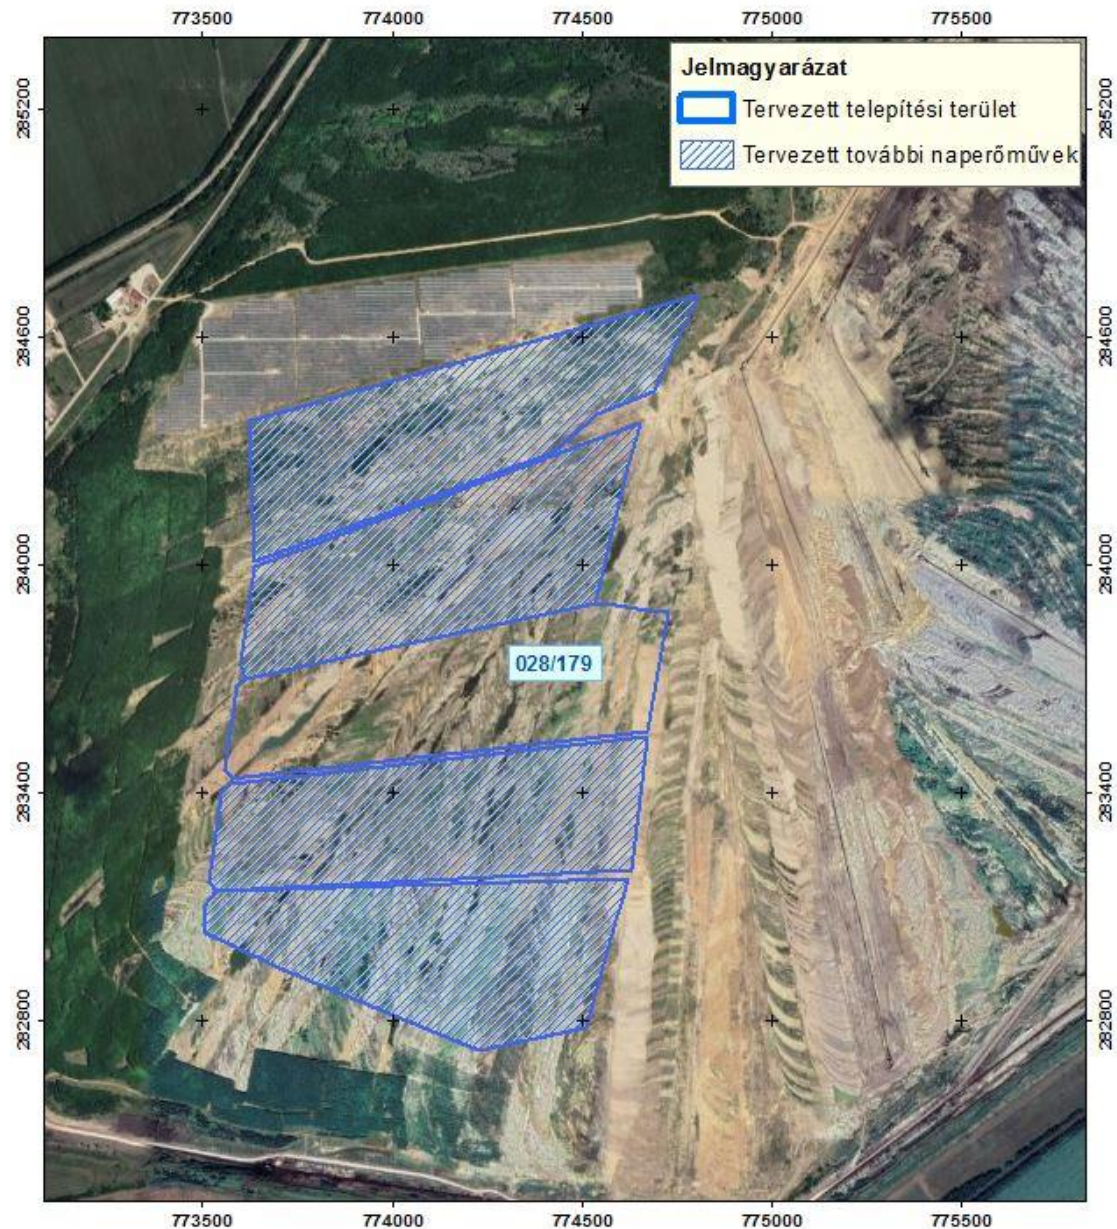 773500 774000 774500 775000 775500
Jelmagyarázat
Tervezett telepítési terület
Tervezett további naperőművek
285200 285200
284600 284600
284000 284000
028/179
283400 283400
282800 282800
773500 774000 774500 775000 775500